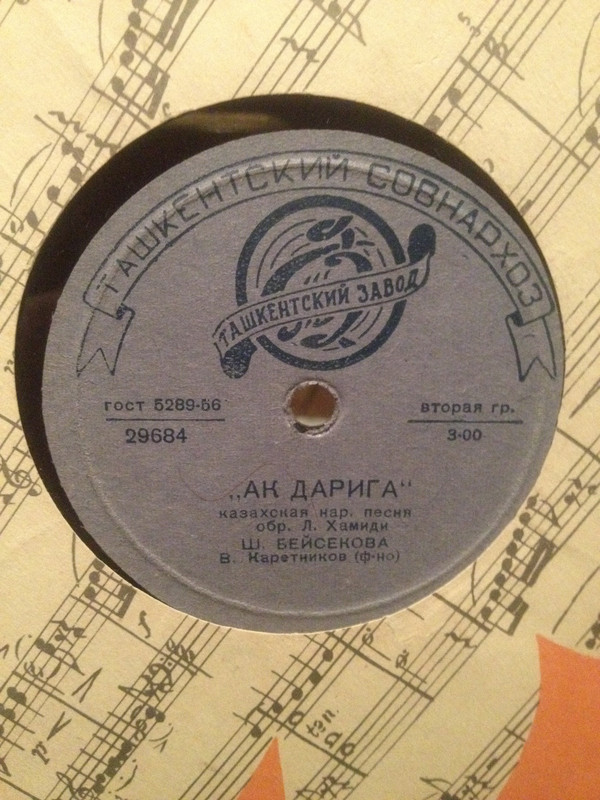 ТАШКЕНТСКИЙ СОВНАРХОЗ
ТАШКЕНТСКИЙ ЗАВОД
гост 5289-56
29684
вторая гр.
3-00
„АК ДАРИГА“
казахская нар. песня
обр. Л. Хамиди
Ш. БЕЙСЕКОВА
В. Каретников (ф-но)